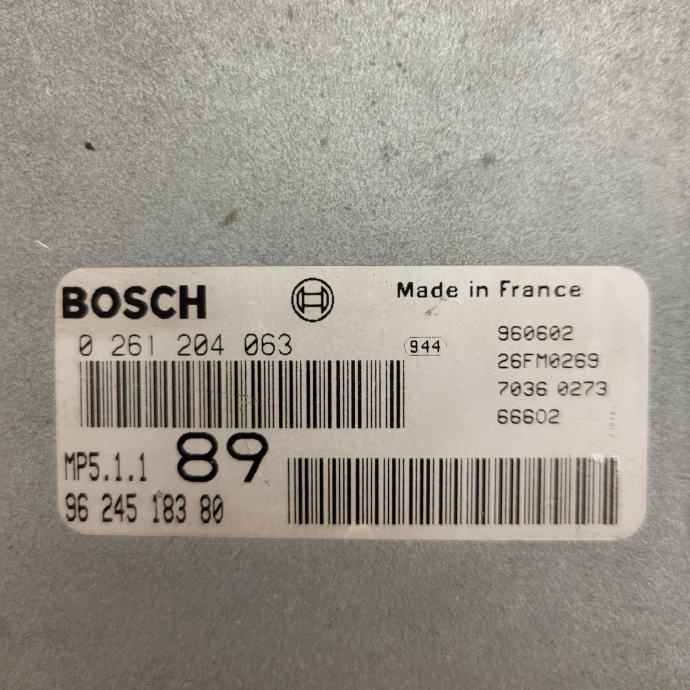 BOSCH
Made in France
0 261 204 063
944
960602
26FM0269
7036 0273
66602
MP5.1.1 89
96 245 183 80